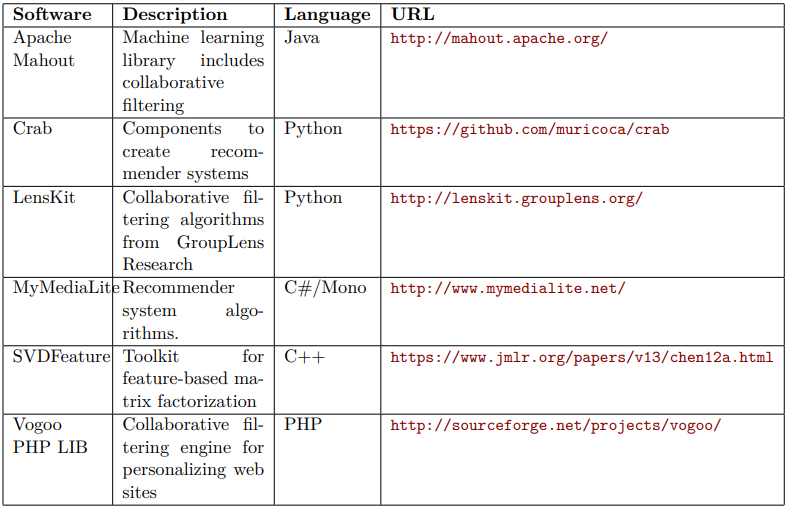 Software Description Language URL
Apache Machine learning Java http://mahout.apache.org/
Mahout library includes
collaborative
filtering
Crab Components to Python https://github.com/muricoca/crab
create recom-
mender systems
LensKit Collaborative fil- Python http://lenskit.grouplens.org/
tering algorithms
from GroupLens
Research
MyMediaLite Recommender C#/Mono http://www.mymedialite.net/
system algo-
rithms.
SVDFeature Toolkit for C++ https://www.jmlr.org/papers/v13/chen12a.html
feature-based ma-
trix factorization
Vogoo Collaborative fil- PHP http://sourceforge.net/projects/vogoo/
PHP LIB tering engine for
personalizing web
sites